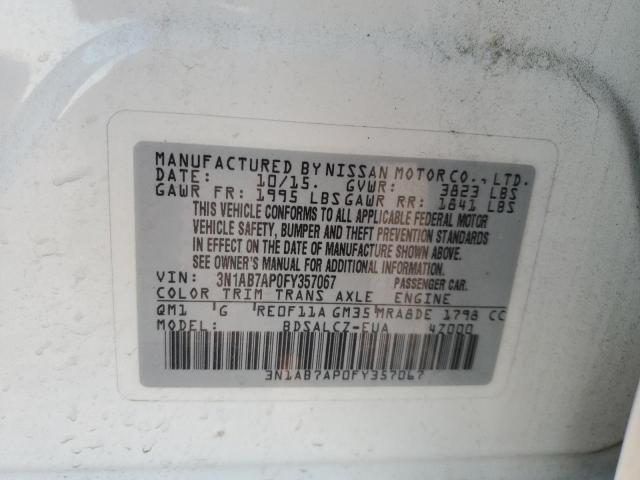 MANUFACTURED BY NISSAN MOTOR CO., LTD.
DATE: 10/15. GVWR: 3823 LBS
GAWR FR: 1995 LBS GAWR RR: 1841 LBS
THIS VEHICLE CONFORMS TO ALL APPLICABLE FEDERAL MOTOR
VEHICLE SAFETY, BUMPER AND THEFT PREVENTION STANDARDS
IN EFFECT ON THE DATE OF MANUFACTURE SHOWN ABOVE.
SEE OWNER'S MANUAL FOR ADDITIONAL INFORMATION.
VIN: 3N1AB7AP0FY357067 PASSENGER CAR.
COLOR TRIM TRANS AXLE ENGINE
QM1 'G 'RE0F11A GM35 'MRA8DE 1798 CC
MODEL: BDSALCZ-EUA 47000
3N1AB7AP0FY357067